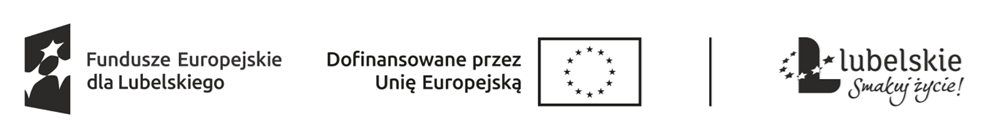 Fundusze Europejskie
dla Lubelskiego
Dofinansowane przez
Unię Europejską
lubelskie
Smakuj życie!